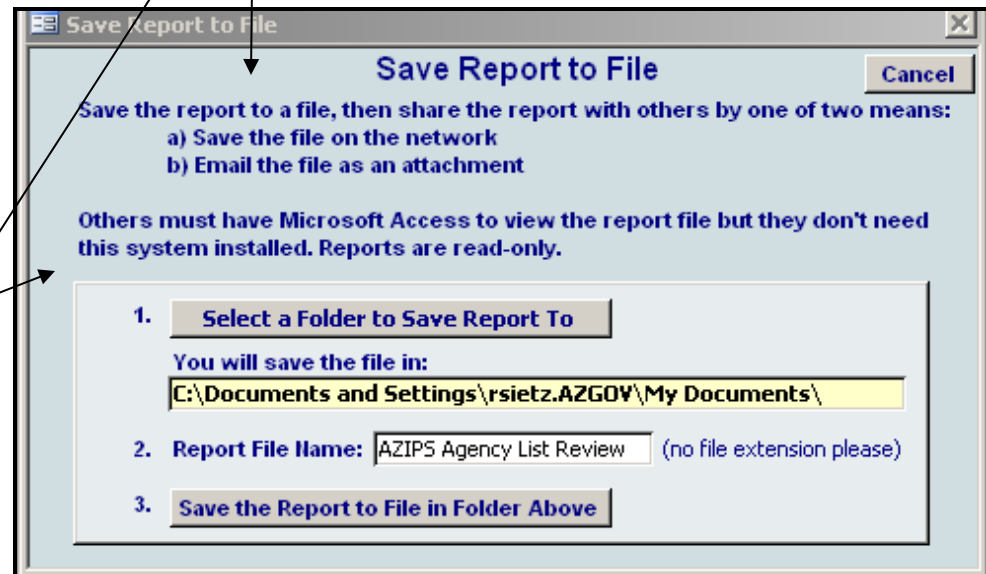 Save Report to File
Save Report to File
Cancel
Save the report to a file, then share the report with others by one of two means:
a) Save the file on the network
b) Email the file as an attachment
Others must have Microsoft Access to view the report file but they don't need
this system installed. Reports are read-only.
1. Select a Folder to Save Report To
You will save the file in:
C:\Documents and Settings\rsietz.AZGOV\My Documents\
2. Report File Name: AZIPS Agency List Review (no file extension please)
3. Save the Report to File in Folder Above